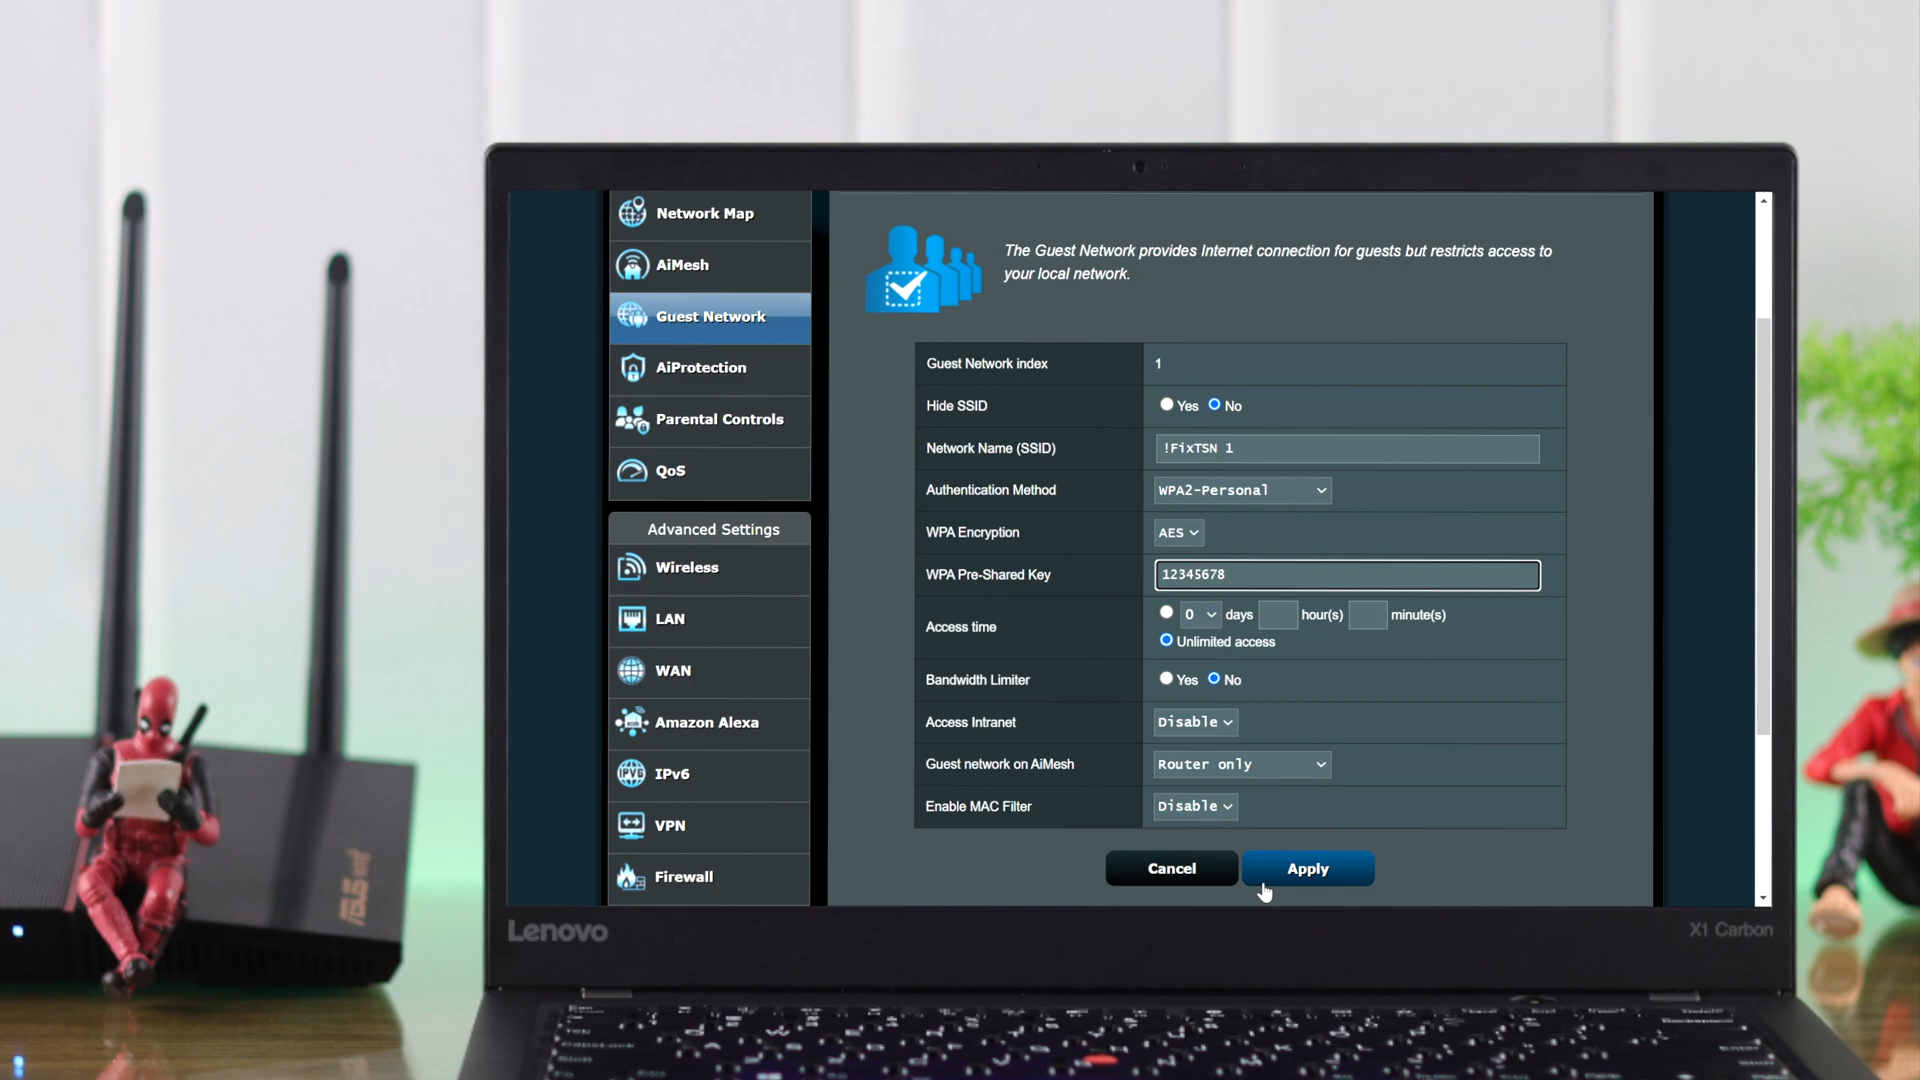 Network Map
AiMesh
Guest Network
AiProtection
Parental Controls
QoS
Advanced Settings
Wireless
LAN
WAN
Amazon Alexa
IPv6
VPN
Firewall
The Guest Network provides Internet connection for guests but restricts access to
your local network.
Guest Network index 1
Hide SSID Yes No
Network Name (SSID) !FixTSN 1
Authentication Method WPA2-Personal
WPA Encryption AES
WPA Pre-Shared Key 12345678
Access time 0 days hour(s) minute(s)
Unlimited access
Bandwidth Limiter Yes No
Access Intranet Disable
Guest network on AiMesh Router only
Enable MAC Filter Disable
Cancel Apply
Lenovo
X1 Carbon
ASUS